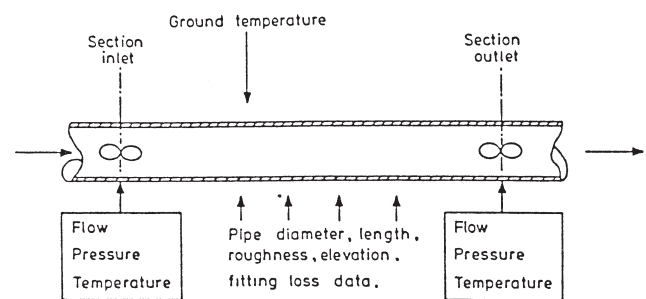 Ground temperature
Section
inlet
Section
outlet
Flow
Pressure
Temperature
Pipe diameter, length,
roughness, elevation.
fitting loss data.
Flow
Pressure
Temperature